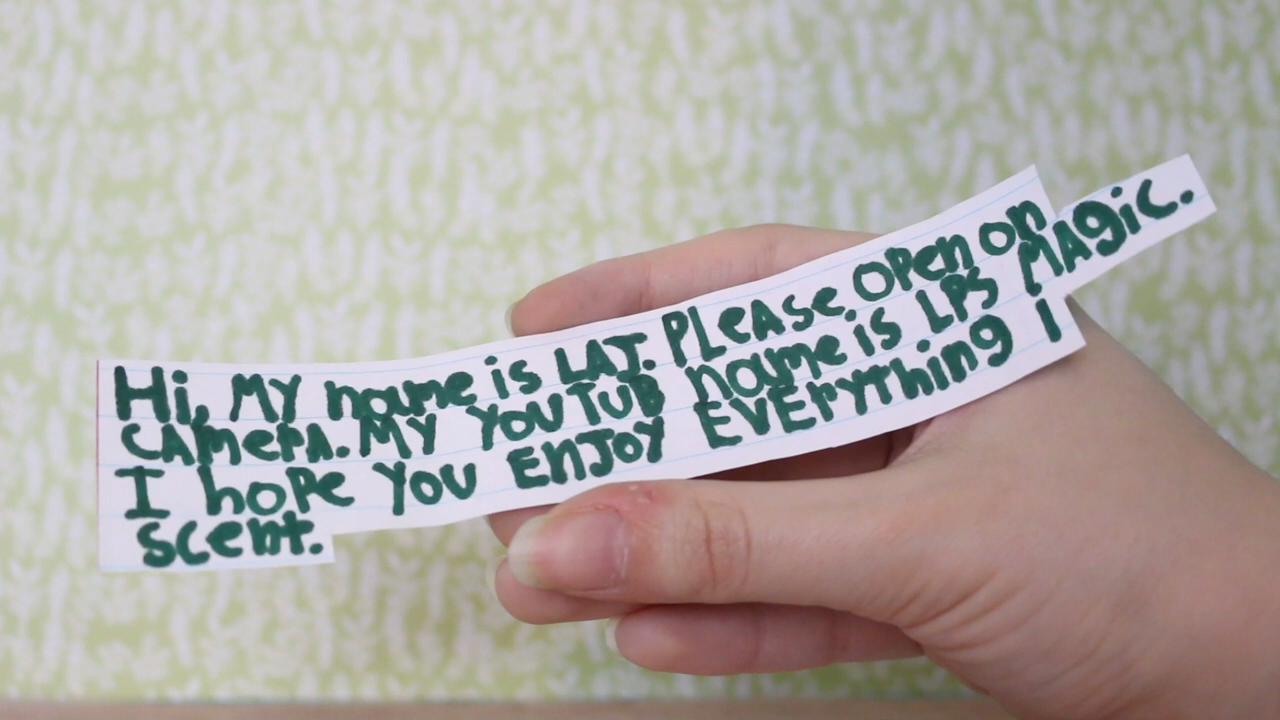 Hi, MY name is LAJ. PLeAse open on
cAmerA. MY YouTuB name is LPS MAgic.
I hoPe You ENJoY EVErYThing I
scent.